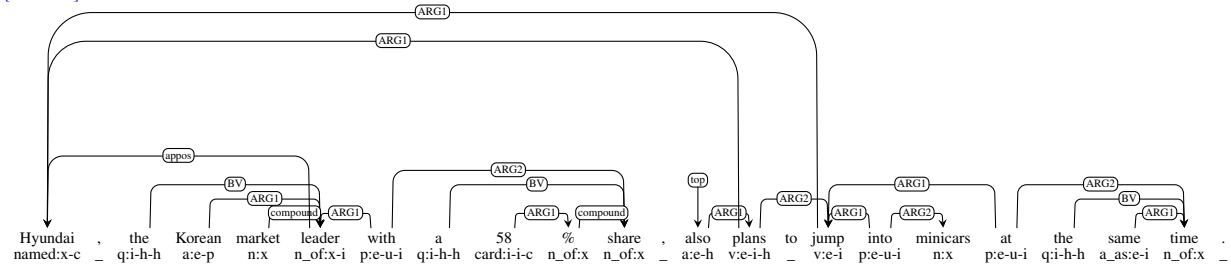 ARG1
ARG1
appos
ARG2
top
BV BV ARG1 ARG2
ARG1 ARG2 BV
compound ARG1 ARG1 compound ARG1 ARG1 ARG2 ARG1
Hyundai , the Korean market leader with a 58 % share , also plans to jump into minicars at the same time .
named:x-c _ q:i-h-h a:e-p n:x n_of:x-i p:e-u-i q:i-h-h card:i-i-c n_of:x n_of:x _ a:e-h v:e-i-h _ v:e-i p:e-u-i n:x p:e-u-i q:i-h-h a_as:e-i n_of:x _